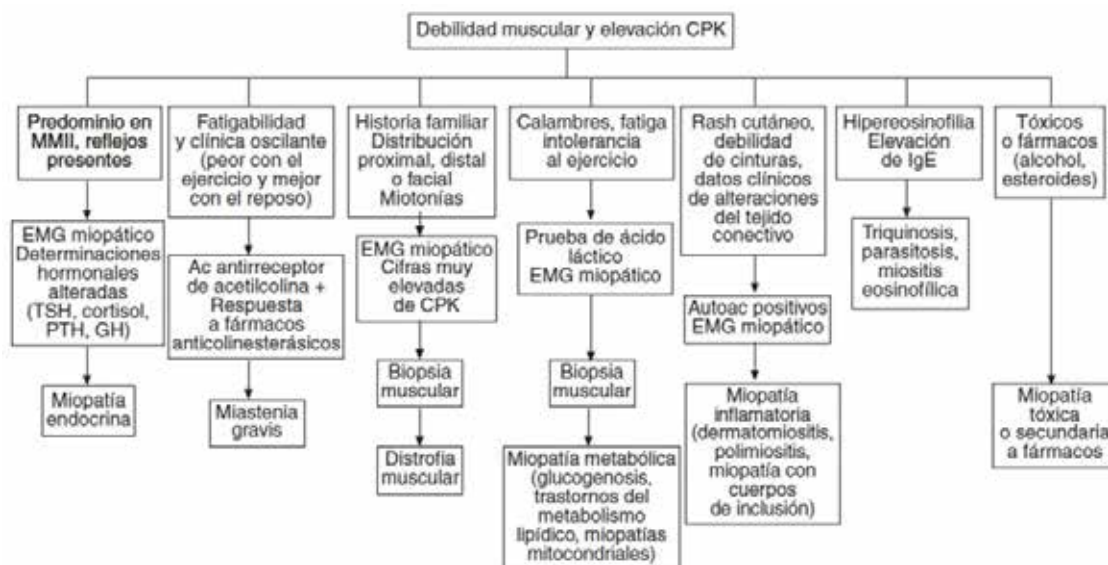 Debilidad muscular y elevación CPK
Predominio en
MMII, reflejos
presentes
EMG miopático
Determinaciones
hormonales
alteradas
(TSH, cortisol,
PTH, GH)
Miopatía
endocrina
Fatigabilidad
y clínica oscilante
(peor con el
ejercicio y mejor
con el reposo)
Ac antirreceptor
de acetilcolina +
Respuesta
a fármacos
anticolinesterásicos
Miastenia
gravis
Historia familiar
Distribución
proximal, distal
o facial
Miotonías
EMG miopático
Cifras muy
elevadas
de CPK
Biopsia
muscular
Distrofia
muscular
Calambres, fatiga
intolerancia
al ejercicio
Prueba de ácido
láctico
EMG miopático
Biopsia
muscular
Miopatía metabólica
(glucogenosis,
trastornos del
metabolismo
lipídico, miopatías
mitocondriales)
Rash cutáneo,
debilidad
de cinturas,
datos clínicos
de alteraciones
del tejido
conectivo
Autoac positivos
EMG miopático
Miopatía
inflamatoria
(dermatomiositis,
polimiositis,
miopatía con
cuerpos
de inclusión)
Hipereosinofilia
Elevación
de IgE
Triquinosis,
parasitosis,
miositis
eosinofílica
Tóxicos
o fármacos
(alcohol,
esteroides)
Miopatía
tóxica
o secundaria
a fármacos